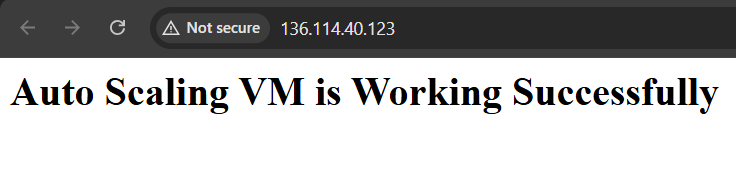 Not secure 136.114.40.123
Auto Scaling VM is Working Successfully